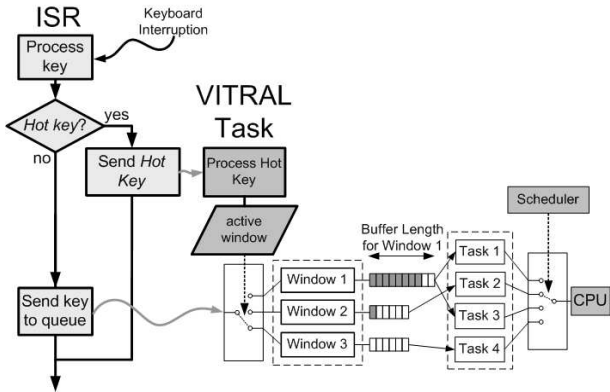 ISR
Keyboard
Interruption
Process
key
Hot key?
yes
no
Send Hot
Key
VITRAL
Task
Process Hot
Key
active
window
Send key
to queue
Window 1
Window 2
Window 3
Buffer Length
for Window 1
Task 1
Task 2
Task 3
Task 4
Scheduler
CPU